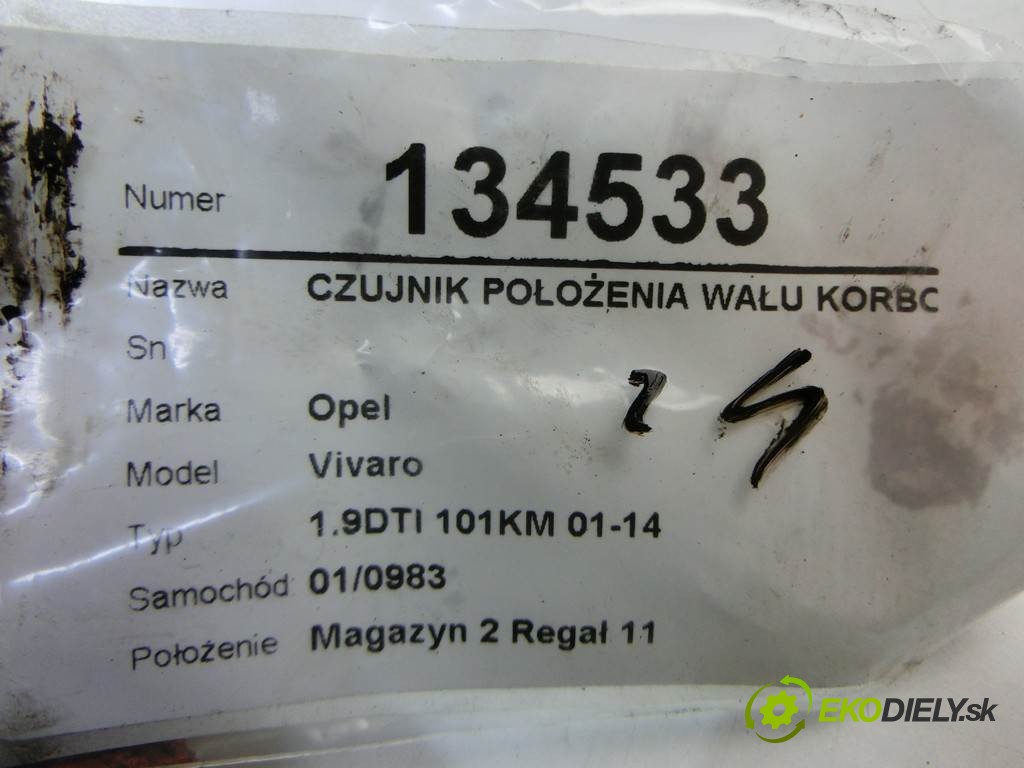 Numer 134533
Nazwa CZUJNIK POŁOŻENIA WAŁU KORBC
Sn
Marka Opel
Model Vivaro
Typ 1.9DTI 101KM 01-14
Samochód 01/0983
Położenie Magazyn 2 Regał 11
EKODIELY.sk